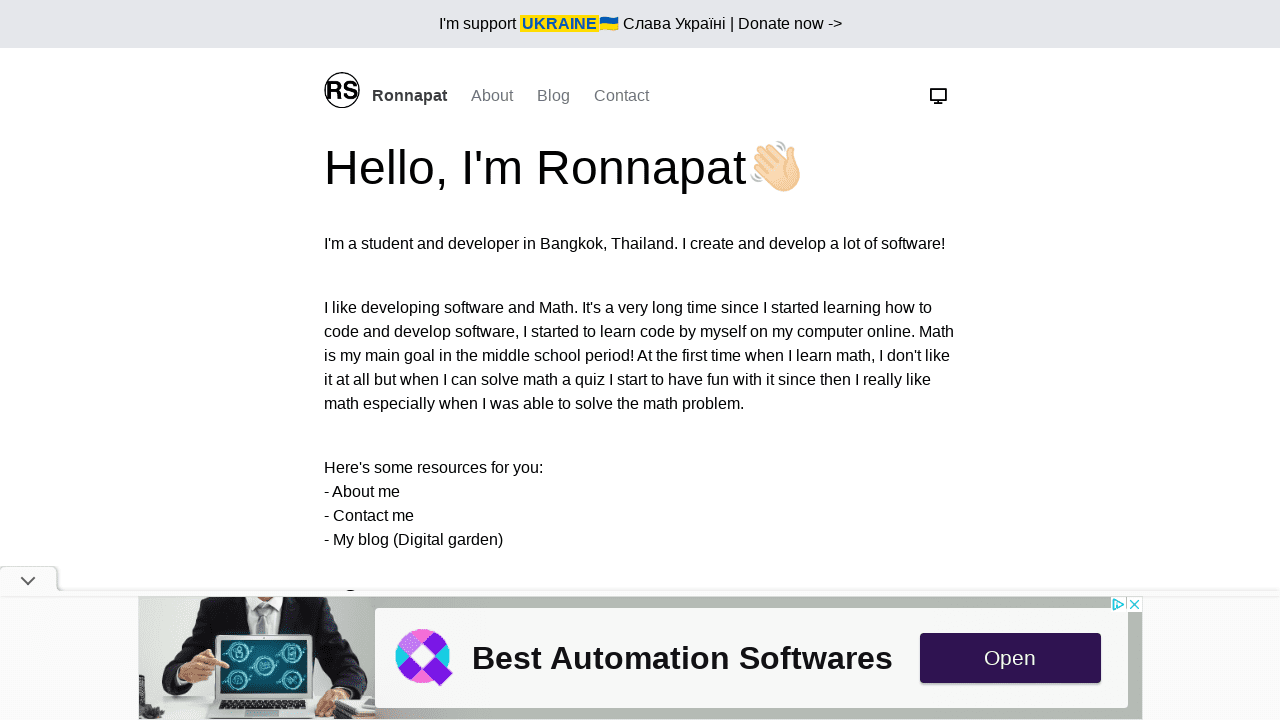 I'm support UKRAINE🇺🇦 Слава Україні | Donate now ->
RS
Ronnapat About Blog Contact
Hello, I'm Ronnapat👋🏻
I'm a student and developer in Bangkok, Thailand. I create and develop a lot of software!
I like developing software and Math. It's a very long time since I started learning how to
code and develop software, I started to learn code by myself on my computer online. Math
is my main goal in the middle school period! At the first time when I learn math, I don't like
it at all but when I can solve math a quiz I start to have fun with it since then I really like
math especially when I was able to solve the math problem.
Here's some resources for you:
- About me
- Contact me
- My blog (Digital garden)
Best Automation Softwares
Open